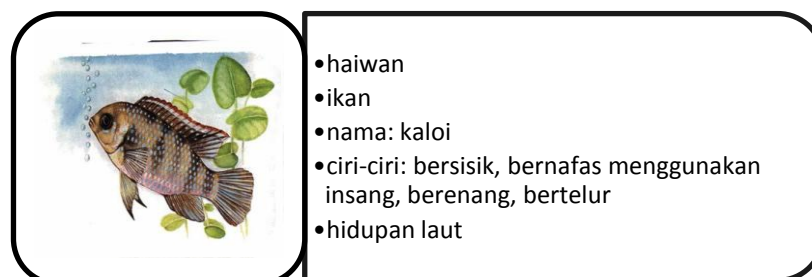 •haiwan
•ikan
•nama: kaloi
•ciri-ciri: bersisik, bernafas menggunakan
insang, berenang, bertelur
•hidupan laut